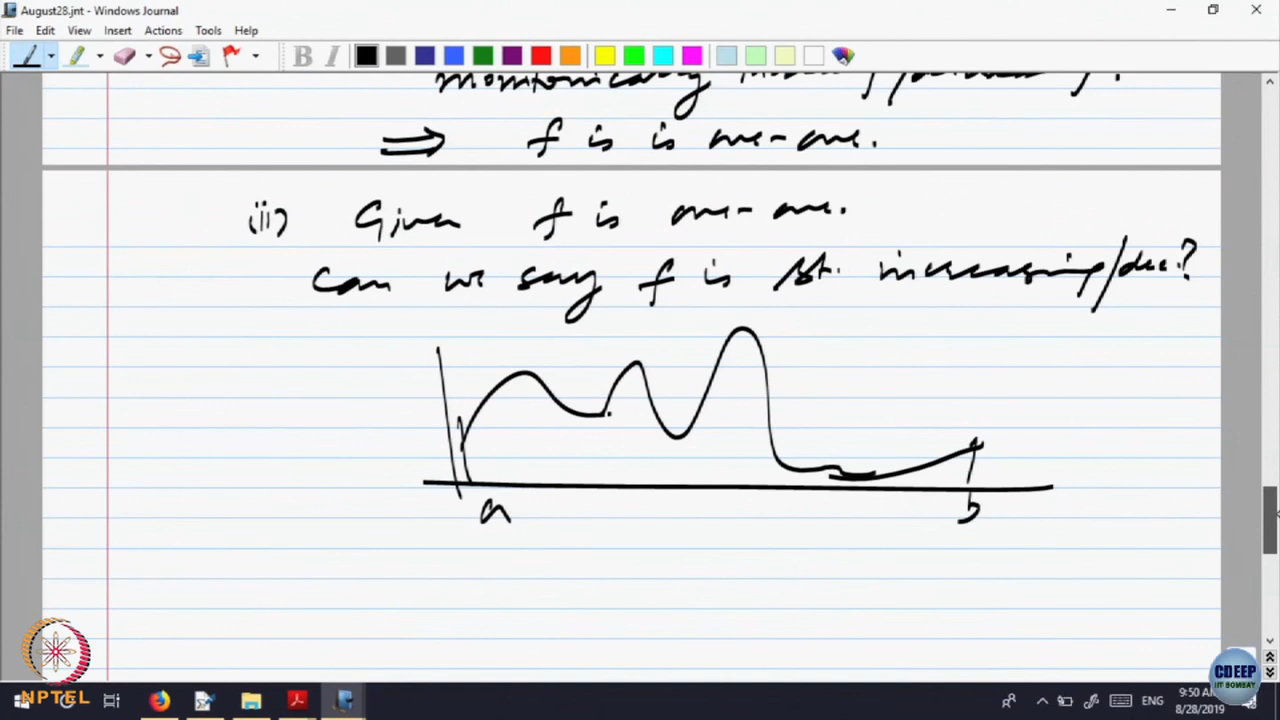 August28.jnt - Windows Journal
File Edit View Insert Actions Tools Help
B I
monotonically
⟹ f is is one-one.
(ii) Given f is one-one.
Can we say f is st. increasing/dec.?
a b
NPTEL
CDEEP
IIT BOMBAY
ENG
9:50 AM
8/28/2019